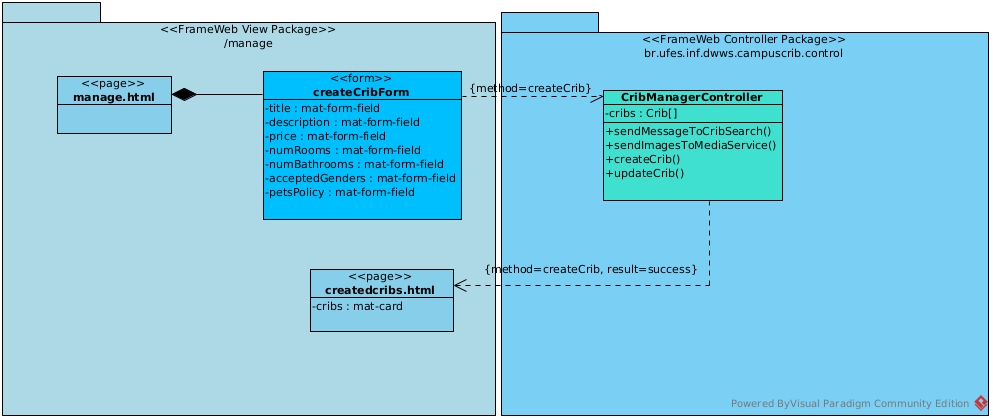 <<FrameWeb View Package>>
/manage
<<page>>
manage.html
<<form>>
createCribForm
-title : mat-form-field
-description : mat-form-field
-price : mat-form-field
-numRooms : mat-form-field
-numBathrooms : mat-form-field
-acceptedGenders : mat-form-field
-petsPolicy : mat-form-field
<<page>>
createdcribs.html
-cribs : mat-card
{method=createCrib}
{method=createCrib, result=success}
<<FrameWeb Controller Package>>
br.ufes.inf.dwws.campuscrib.control
CribManagerController
-cribs : Crib[]
+sendMessageToCribSearch()
+sendImagesToMediaService()
+createCrib()
+updateCrib()
Powered ByVisual Paradigm Community Edition